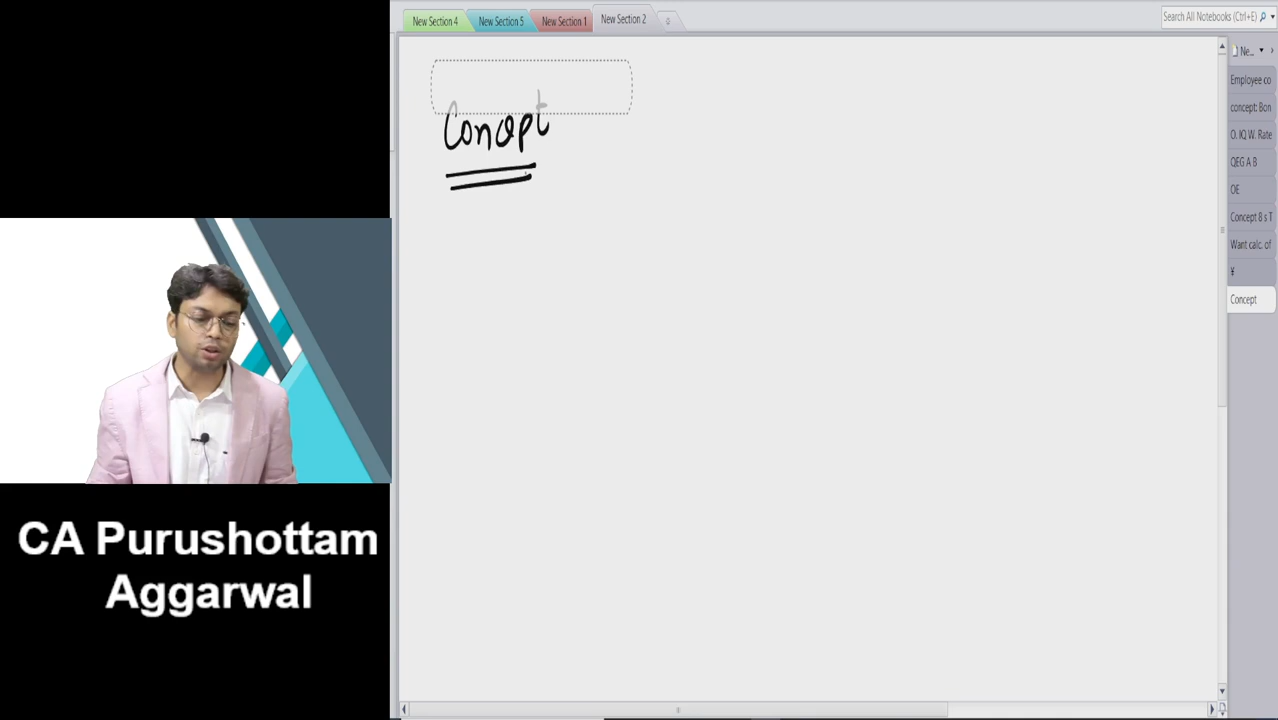 New Section 4
New Section 5
New Section 1
New Section 2
Search All Notebooks (Ctrl+E)
Ne...
Concept
Employee co
concept: Bon
O. IQ W. Rate
QEG A B
OE
Concept 8 s T
Want calc. of
¥
Concept
CA Purushottam
Aggarwal